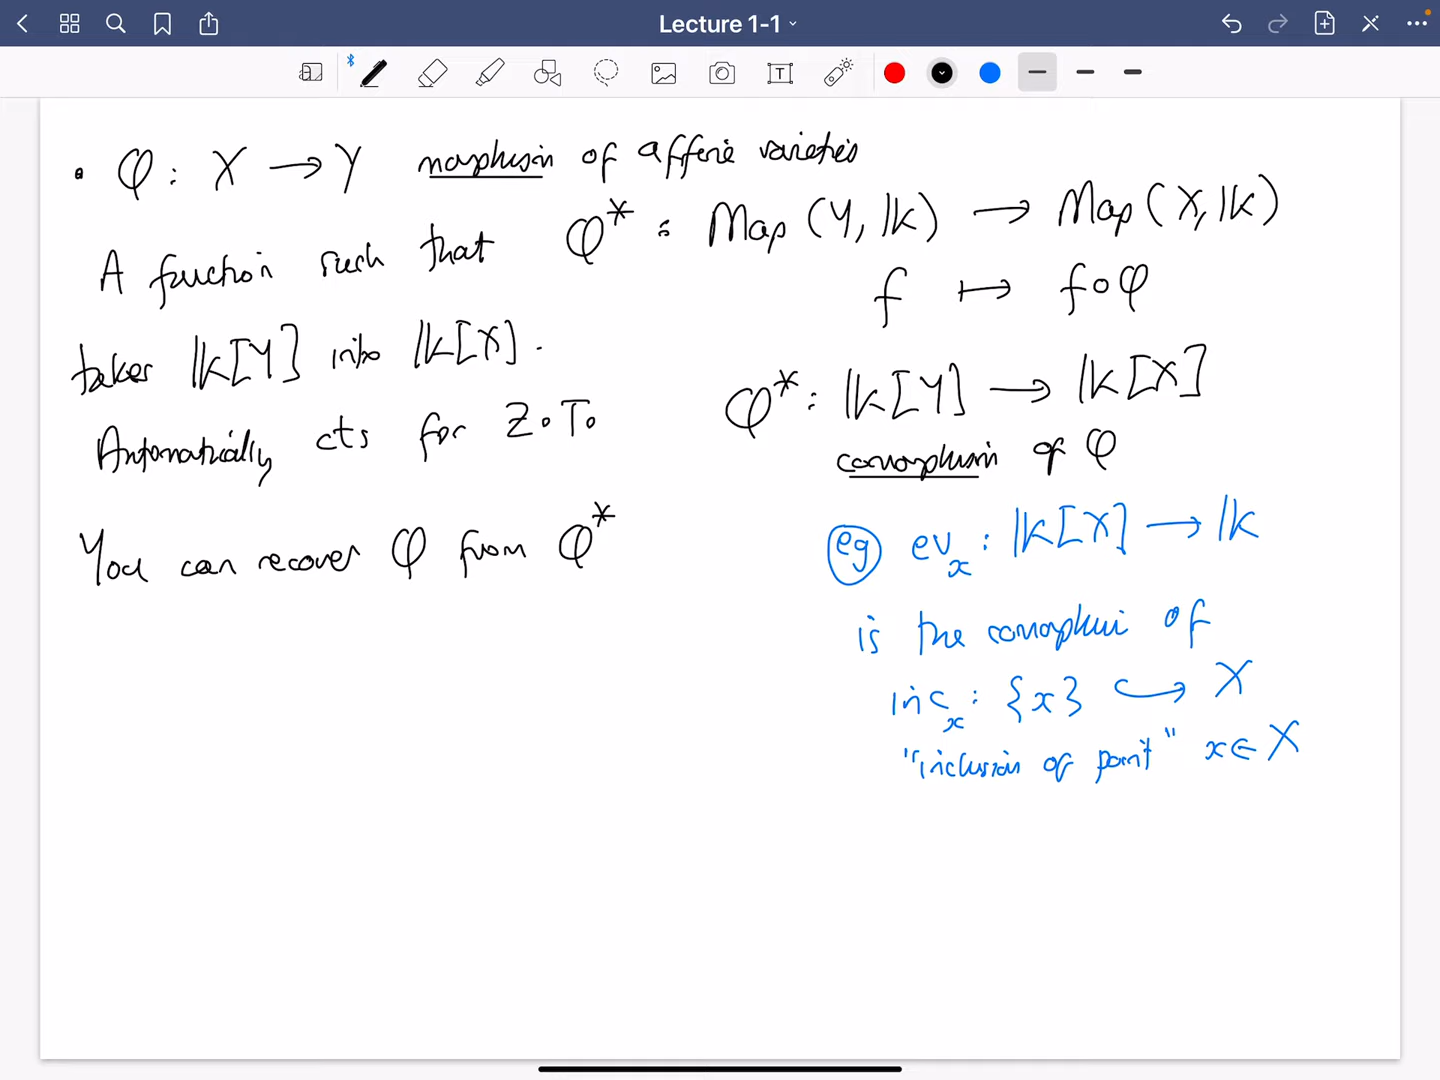 Lecture 1-1
• φ : X → Y morphism of affine varieties
A function such that φ* : Map (Y, 𝕜) → Map (X, 𝕜)
f ↦ f∘φ
takes 𝕜[Y] into 𝕜[X].
φ* : 𝕜[Y] → 𝕜[X]
Automatically cts for Z.T.
comorphism of φ
You can recover φ from φ*
eg ev_x : 𝕜[X] → 𝕜
is the comorphism of
inc_x : {x} ↪ X
"inclusion of point" x ∈ X